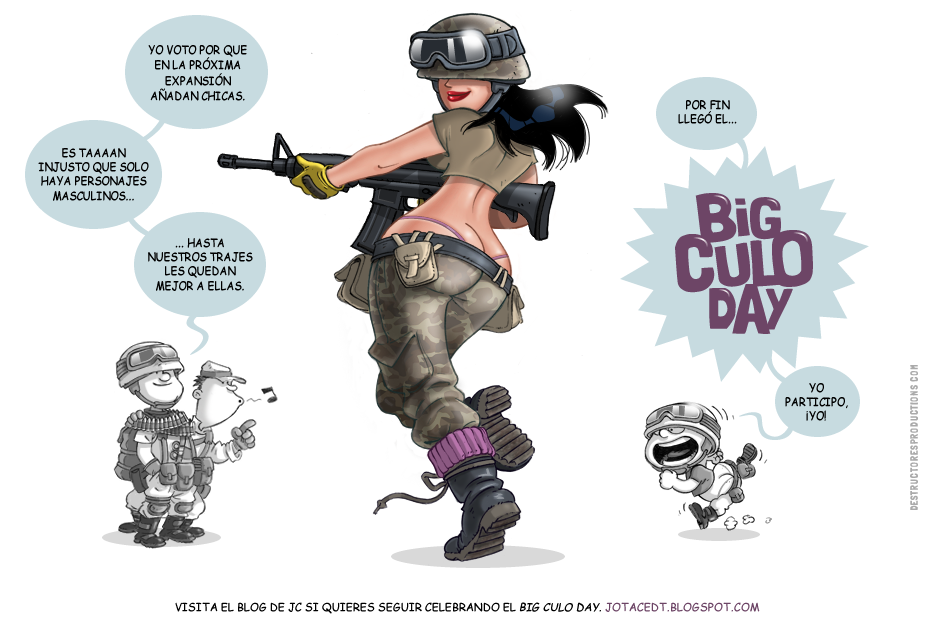 YO VOTO POR QUE
EN LA PRÓXIMA
EXPANSIÓN
AÑADAN CHICAS.
ES TAAAAN
INJUSTO QUE SOLO
HAYA PERSONAJES
MASCULINOS...
... HASTA
NUESTROS TRAJES
LES QUEDAN
MEJOR A ELLAS.
POR FIN
LLEGÓ EL...
BiG
CULO
DAY
YO
PARTICIPO,
¡YO!
DESTRUCTORESPRODUCTIONS.COM
VISITA EL BLOG DE JC SI QUIERES SEGUIR CELEBRANDO EL BIG CULO DAY. JOTACEDT.BLOGSPOT.COM